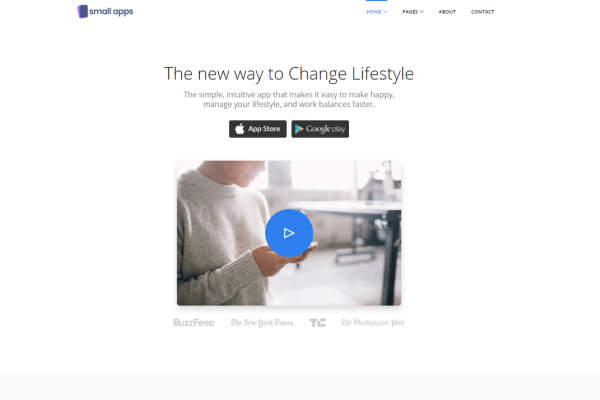 small apps
HOME
PAGES
ABOUT
CONTACT
The new way to Change Lifestyle
The simple, intuitive app that makes it easy to make happy,
manage your lifestyle, and work balances faster.
App Store
Google play
BuzzFeed
The New York Times
TC
The Washington Post